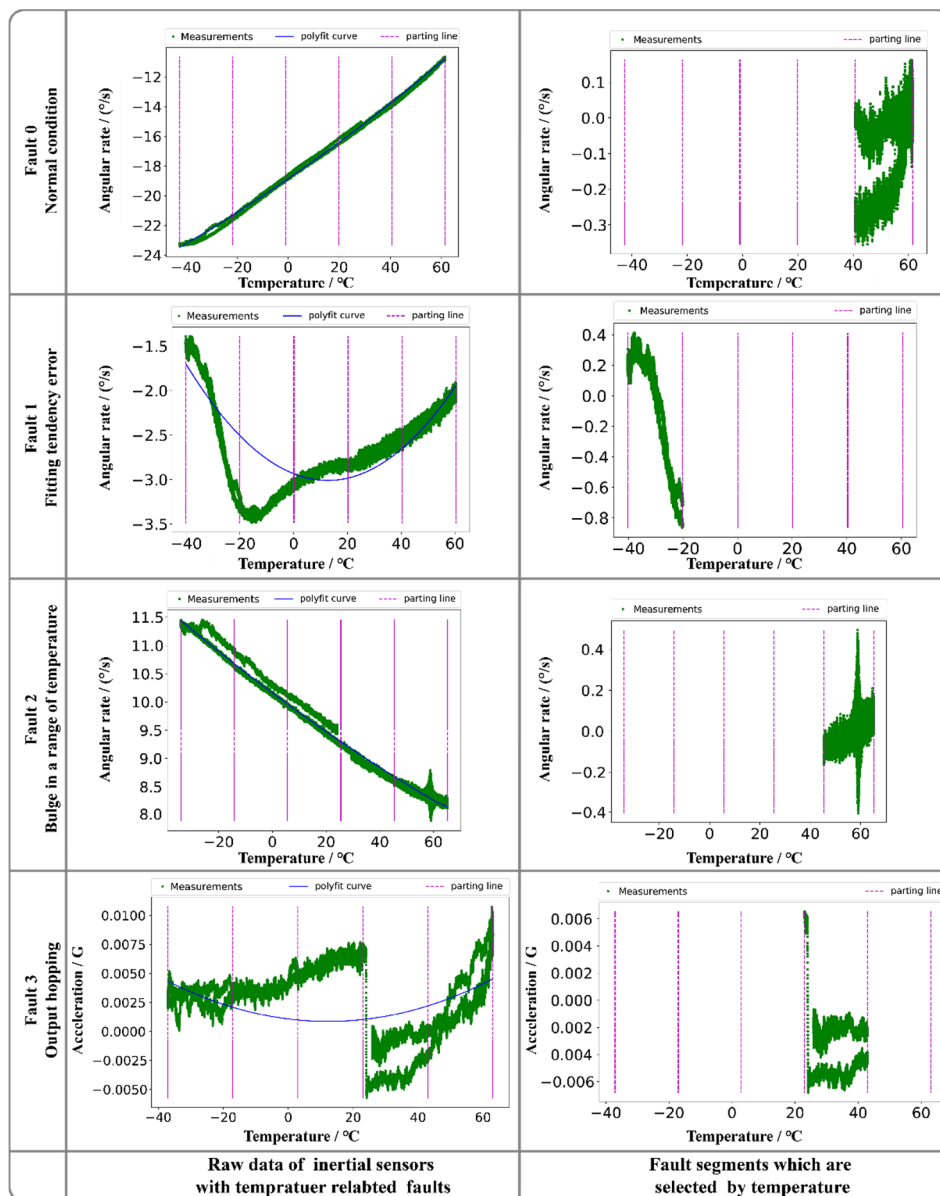 Fault 0
Normal condition
Measurements polyfit curve parting line
Angular rate / (°/s)
−12
−14
−16
−18
−20
−22
−24
−40 −20 0 20 40 60
Temperature / °C
Measurements parting line
Angular rate / (°/s)
0.1
0.0
−0.1
−0.2
−0.3
−40 −20 0 20 40 60
Temperature / °C
Fault 1
Fitting tendency error
Measurements polyfit curve parting line
Angular rate / (°/s)
−1.5
−2.0
−2.5
−3.0
−3.5
−40 −20 0 20 40 60
Temperature / °C
Measurements parting line
Angular rate / (°/s)
0.4
0.2
0.0
−0.2
−0.4
−0.6
−0.8
−40 −20 0 20 40 60
Temperature / °C
Fault 2
Bulge in a range of temperature
Measurements polyfit curve parting line
Angular rate / (°/s)
11.5
11.0
10.5
10.0
9.5
9.0
8.5
8.0
−20 0 20 40 60
Temperature / °C
Measurements parting line
Angular rate / (°/s)
0.4
0.2
0.0
−0.2
−0.4
−20 0 20 40 60
Temperature / °C
Fault 3
Output hopping
Measurements polyfit curve parting line
Acceleration / G
0.0100
0.0075
0.0050
0.0025
0.0000
−0.0025
−0.0050
−40 −20 0 20 40 60
Temperature / °C
Measurements parting line
Acceleration / G
0.006
0.004
0.002
0.000
−0.002
−0.004
−0.006
−40 −20 0 20 40 60
Temperature / °C
Raw data of inertial sensors
with tempratuer relabted faults
Fault segments which are
selected by temperature